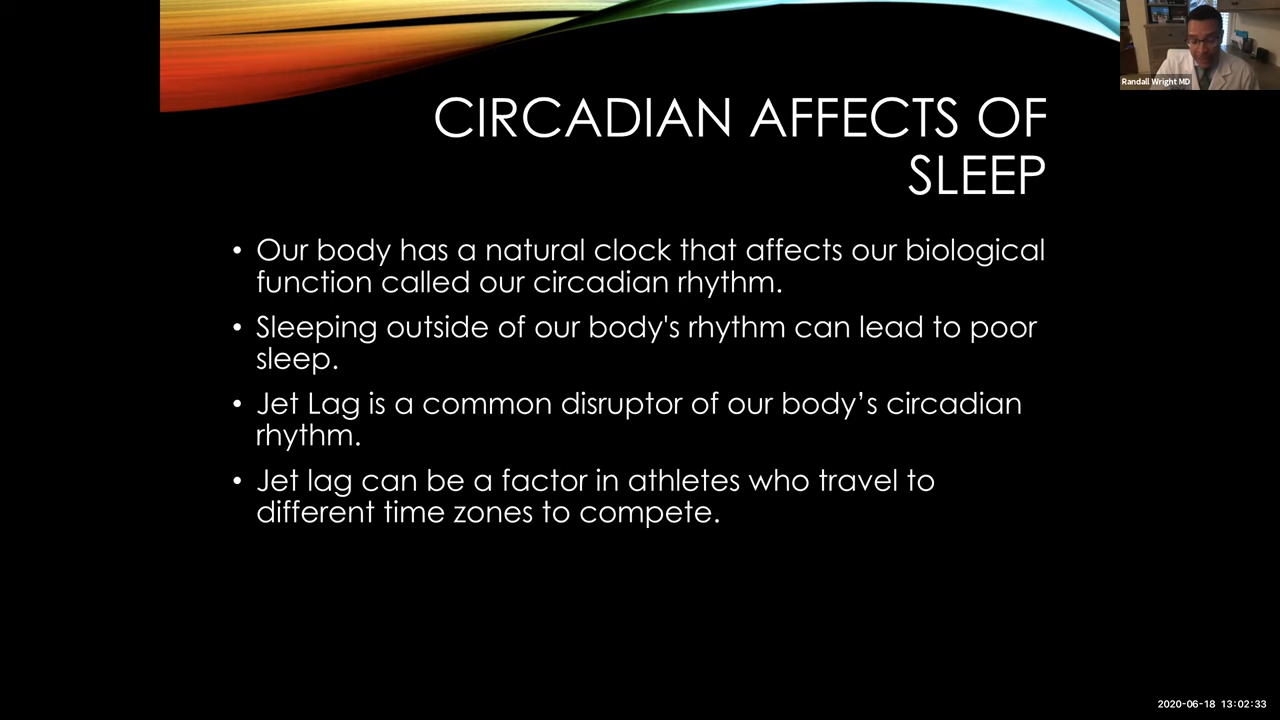 Randall Wright MD
CIRCADIAN AFFECTS OF
SLEEP
• Our body has a natural clock that affects our biological
function called our circadian rhythm.
• Sleeping outside of our body's rhythm can lead to poor
sleep.
• Jet Lag is a common disruptor of our body’s circadian
rhythm.
• Jet lag can be a factor in athletes who travel to
different time zones to compete.
2020-06-18 13:02:33